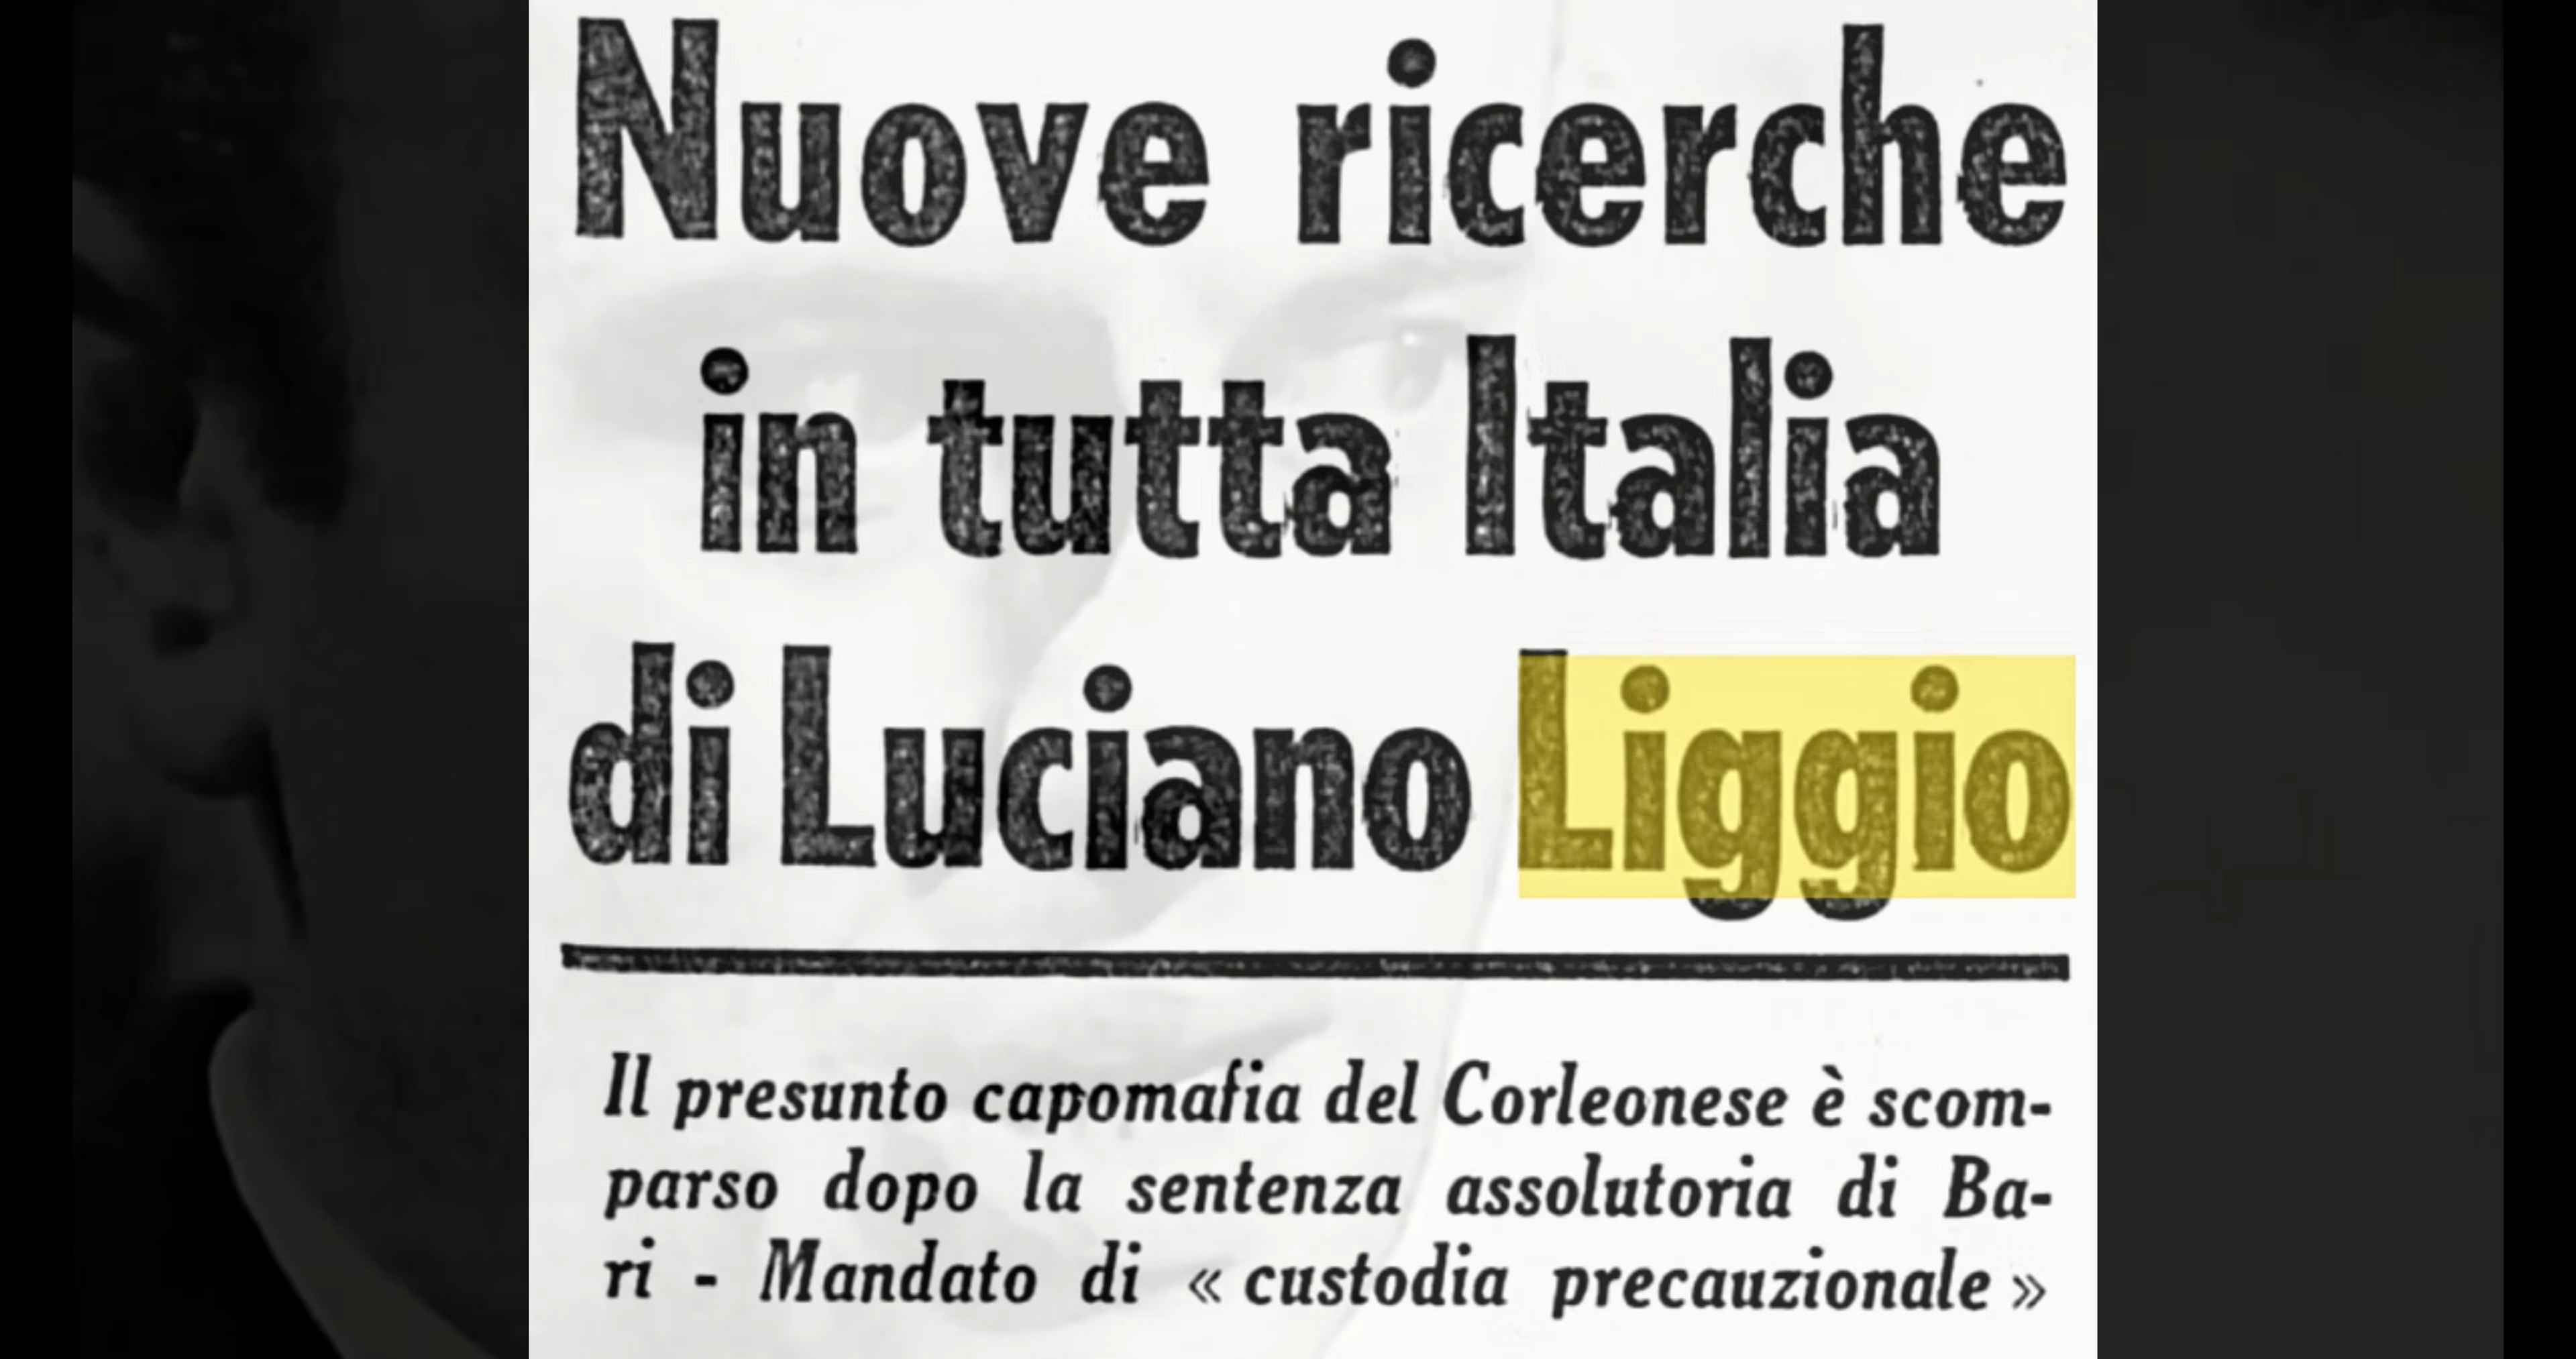 Nuove ricerche
in tutta Italia
di Luciano Liggio
Il presunto capomafia del Corleonese è scom-
parso dopo la sentenza assolutoria di Ba-
ri - Mandato di « custodia precauzionale »